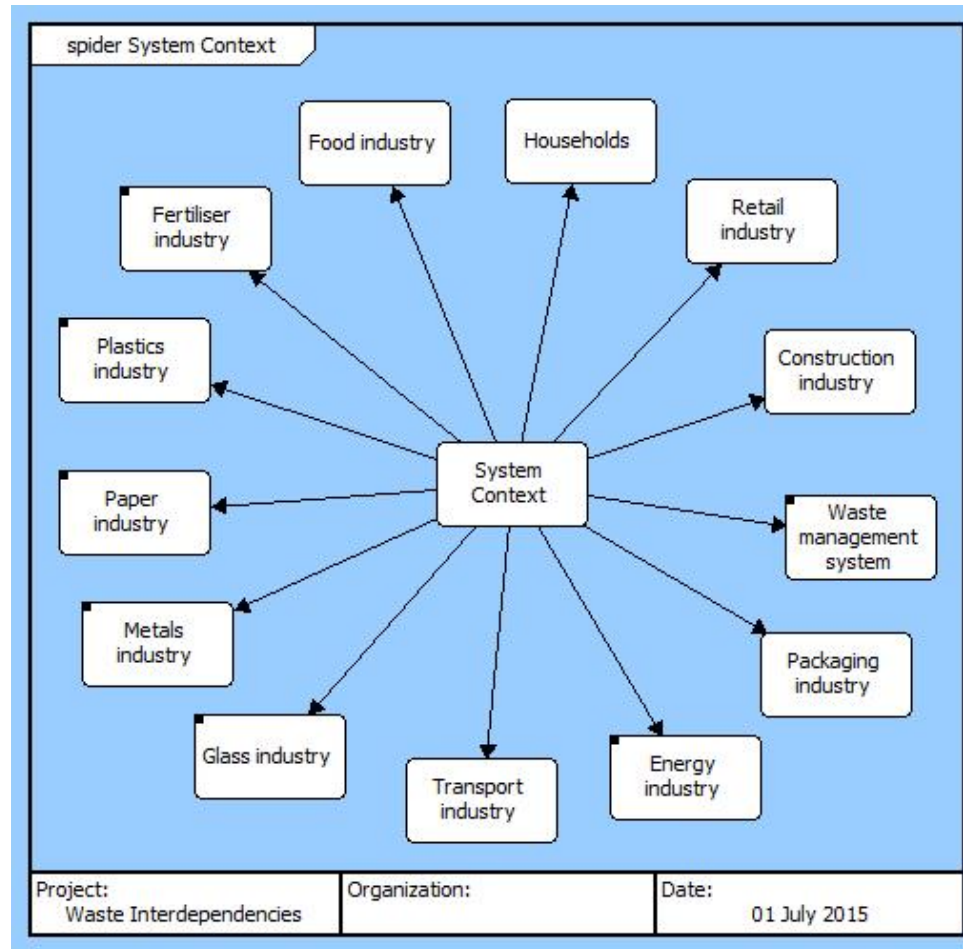 spider System Context
Food industry
Households
Fertiliser
industry
Retail
industry
Plastics
industry
Construction
industry
System
Context
Paper
industry
Waste
management
system
Metals
industry
Packaging
industry
Glass industry
Transport
industry
Energy
industry
Project:
Waste Interdependencies
Organization:
Date:
01 July 2015